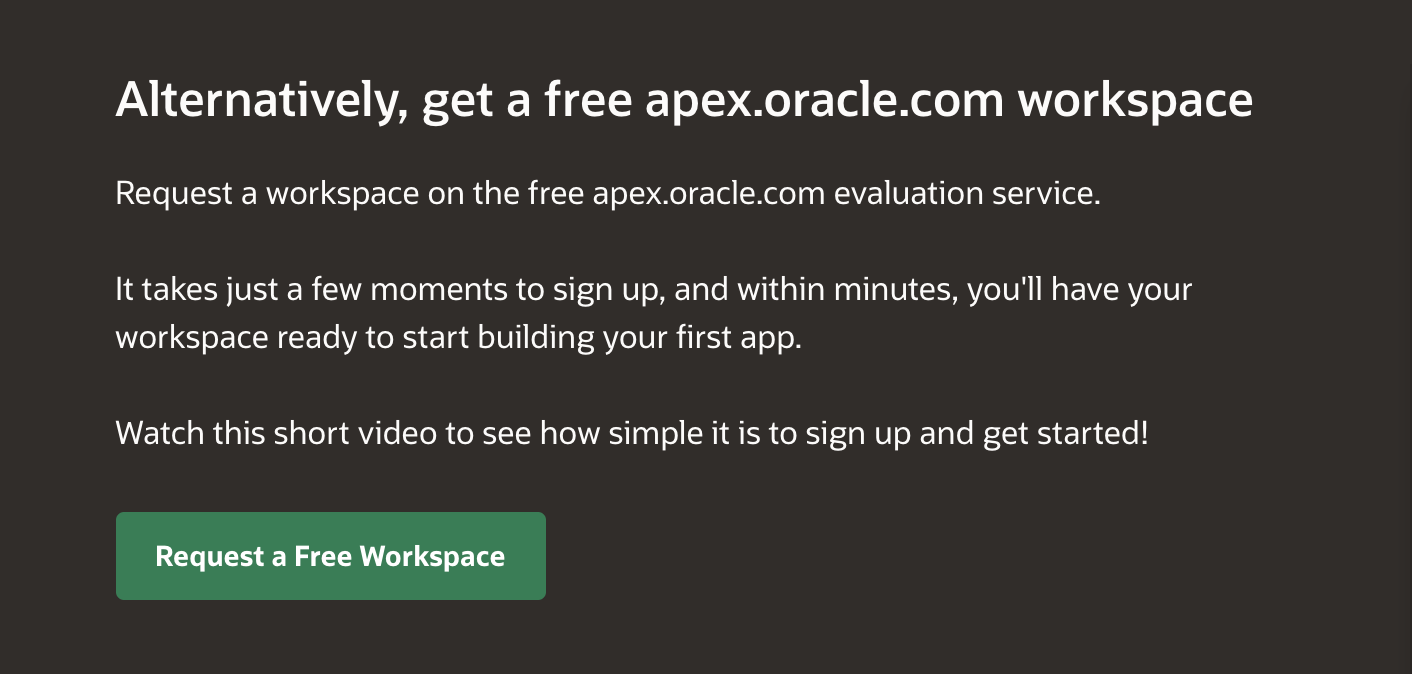 Alternatively, get a free apex.oracle.com workspace
Request a workspace on the free apex.oracle.com evaluation service.
It takes just a few moments to sign up, and within minutes, you'll have your
workspace ready to start building your first app.
Watch this short video to see how simple it is to sign up and get started!
Request a Free Workspace